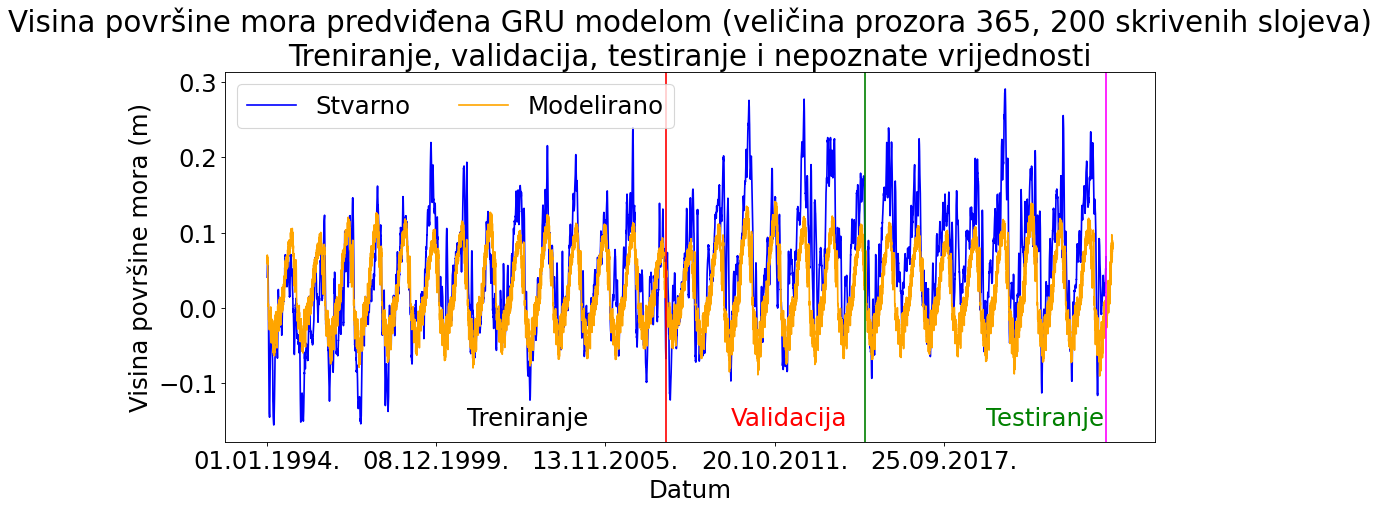 Visina površine mora predviđena GRU modelom (veličina prozora 365, 200 skrivenih slojeva)
Treniranje, validacija, testiranje i nepoznate vrijednosti
Stvarno
Modelirano
Visina površine mora (m)
0.3
0.2
0.1
0.0
−0.1
Treniranje
Validacija
Testiranje
01.01.1994.
08.12.1999.
13.11.2005.
20.10.2011.
25.09.2017.
Datum